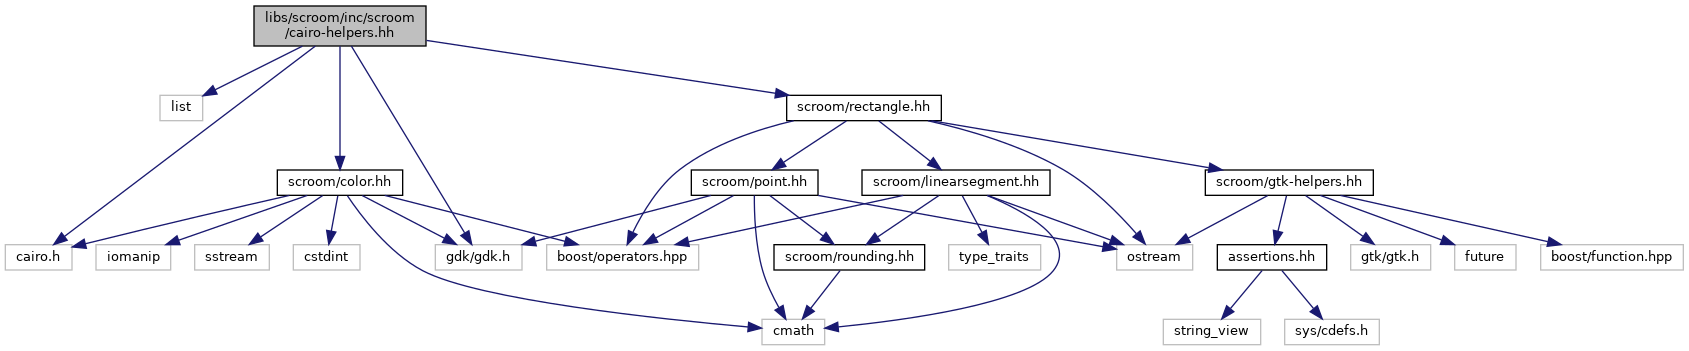 libs/scroom/inc/scroom
/cairo-helpers.hh
list
scroom/rectangle.hh
scroom/color.hh
scroom/point.hh
scroom/linearsegment.hh
scroom/gtk-helpers.hh
cairo.h
iomanip
sstream
cstdint
gdk/gdk.h
boost/operators.hpp
scroom/rounding.hh
type_traits
ostream
assertions.hh
gtk/gtk.h
future
boost/function.hpp
cmath
string_view
sys/cdefs.h